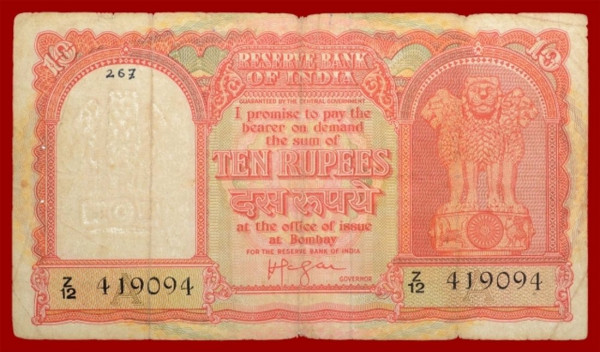 10
10
RESERVE BANK
OF INDIA
267
GUARANTEED BY THE CENTRAL GOVERNMENT
I promise to pay the
bearer on demand
the sum of
TEN RUPEES
दस रूपये
at the office of issue
at Bombay
FOR THE RESERVE BANK OF INDIA
GOVERNOR
Z/12 419094
Z/12 419094
A